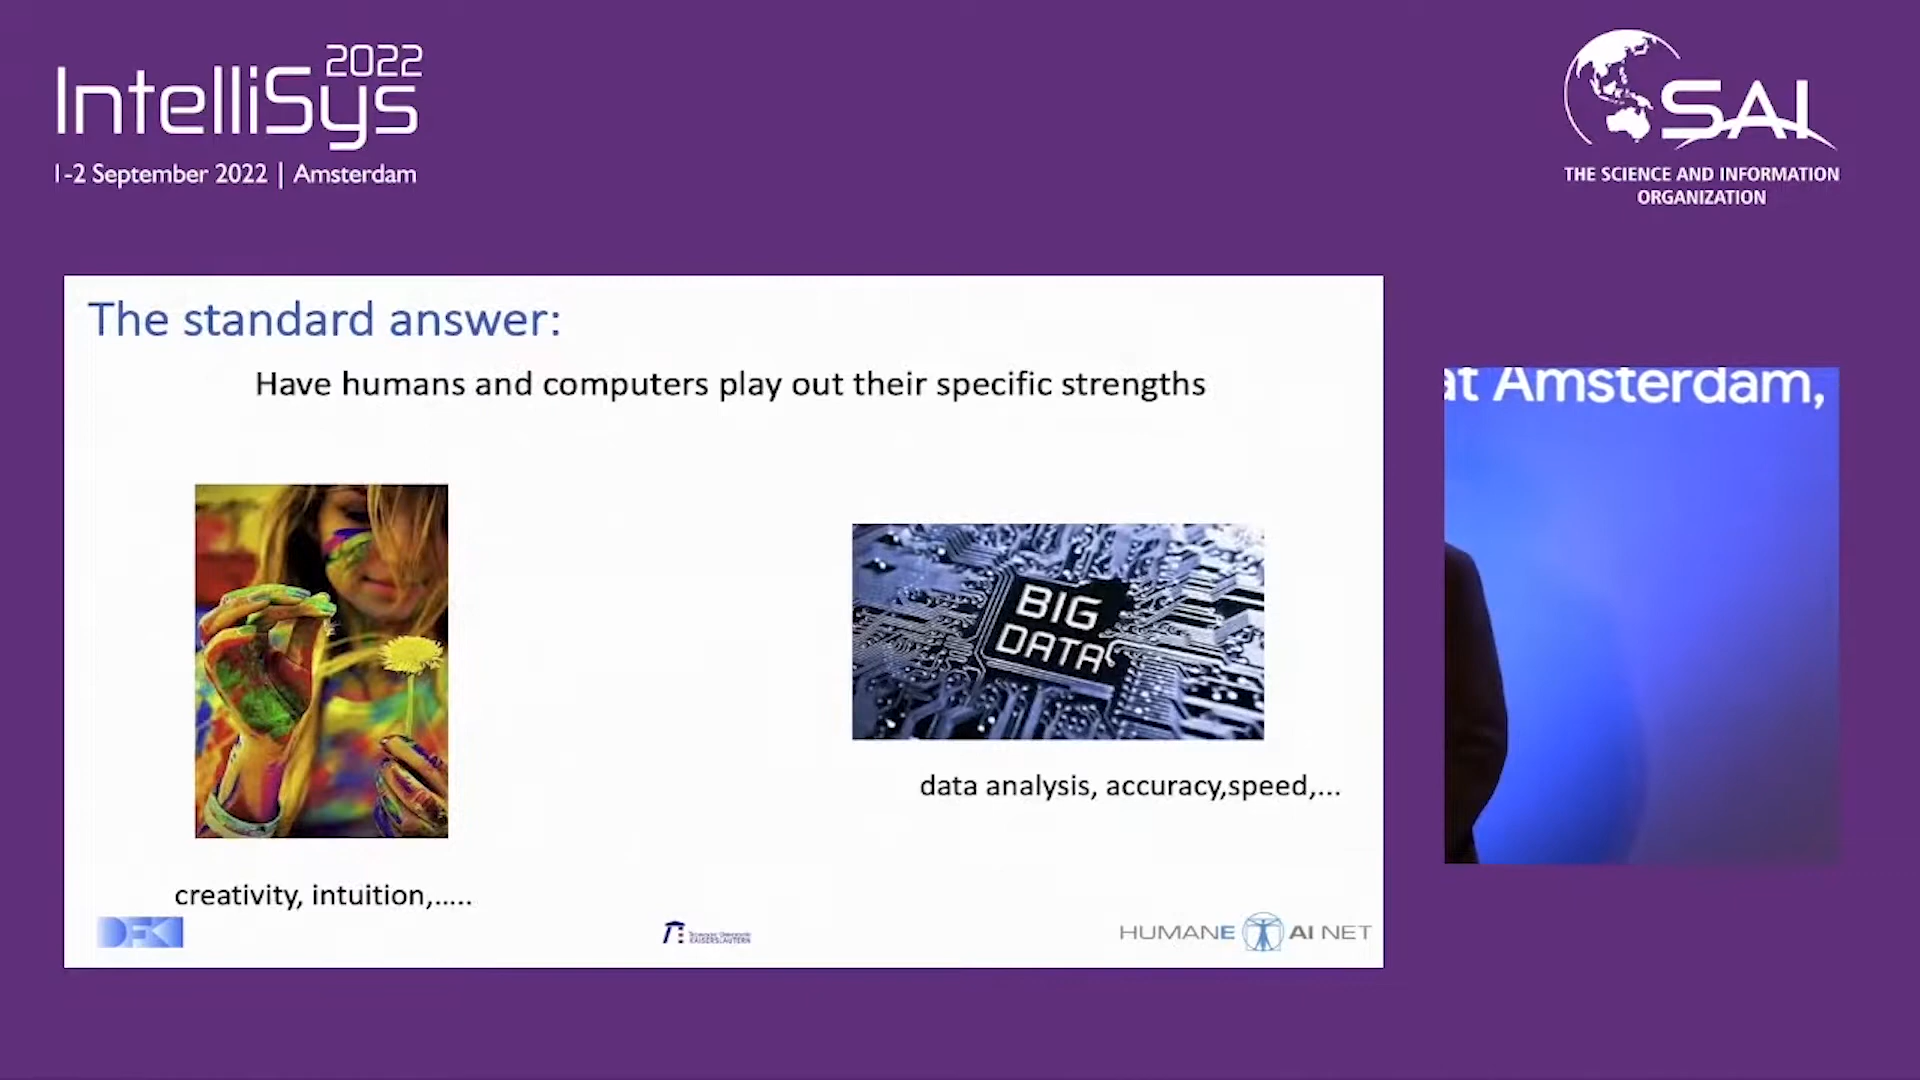 2022
IntelliSys
1-2 September 2022 | Amsterdam
SAI
THE SCIENCE AND INFORMATION
ORGANIZATION
The standard answer:
Have humans and computers play out their specific strengths
at Amsterdam,
BIG
DATA
data analysis, accuracy,speed,...
creativity, intuition,.....
DFKI
KAISERSLAUTERN
HUMANE AI NET